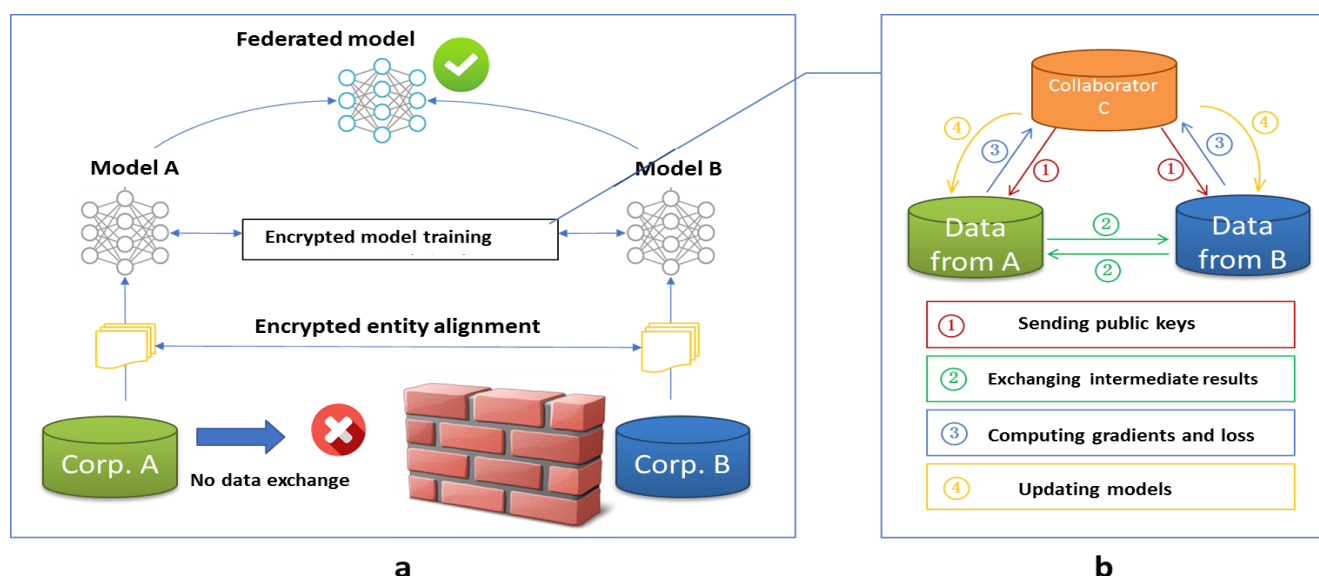 Federated model
Model A
Model B
Encrypted model training
Encrypted entity alignment
Corp. A
No data exchange
Corp. B
a
Collaborator
C
④
③
①
①
③
④
Data
from A
②
②
Data
from B
① Sending public keys
② Exchanging intermediate results
③ Computing gradients and loss
④ Updating models
b